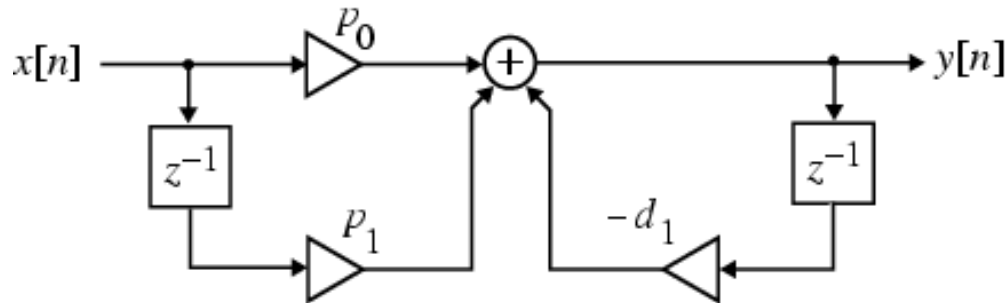 x[n]
p₀
+
y[n]
z⁻¹
z⁻¹
p₁
−d₁